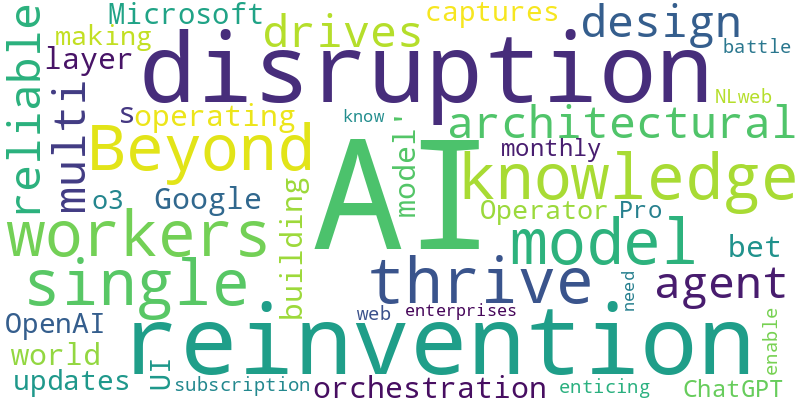 Microsoft
captures
drives
design
reliable
making
battle
layer
disruption
NLweb
multi
s
operating
know
architectural
Beyond
AI
model
-
monthly
knowledge
o3
Google
Operator
Pro
workers
building
model
bet
single
thrive
agent
need
OpenAI
reinvention
web
enterprises
enable
world
UI
updates
subscription
orchestration
enticing
ChatGPT